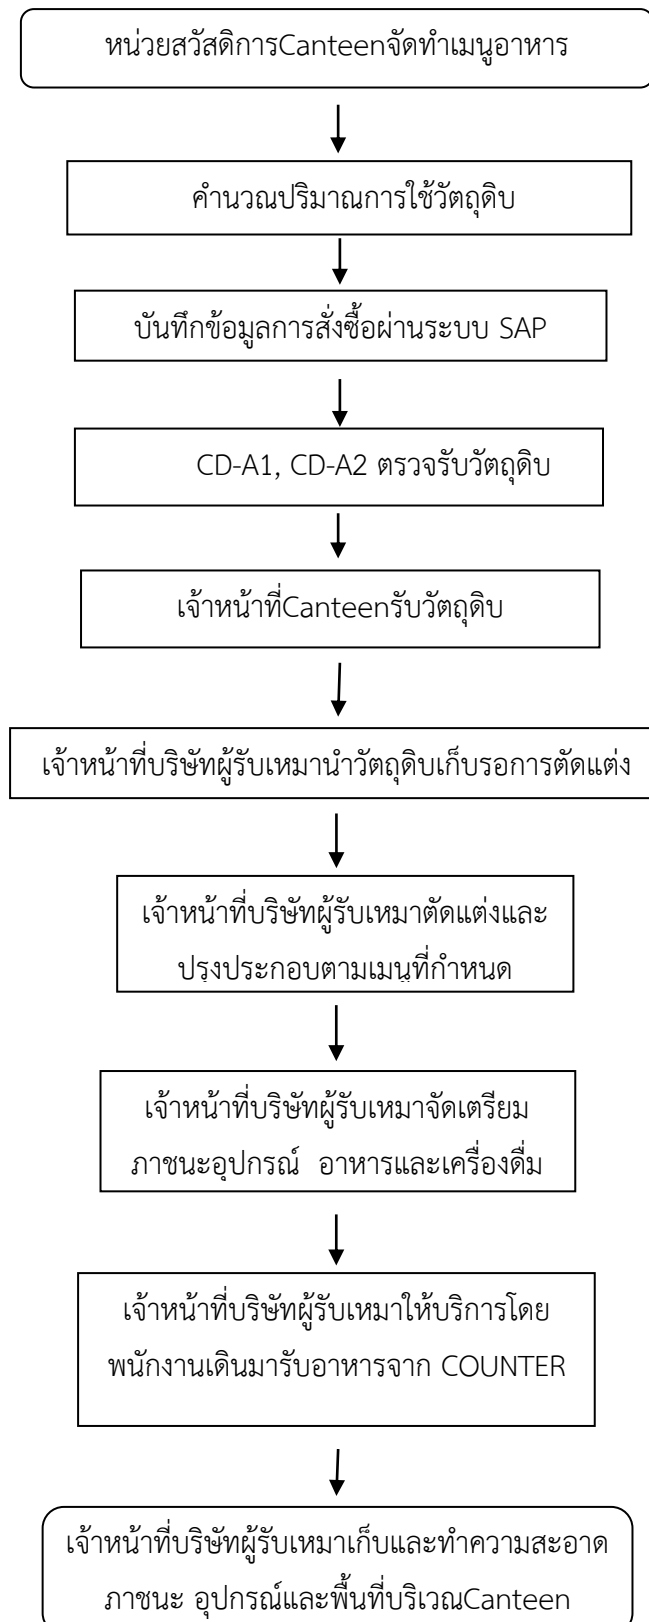 หน่วยสวัสดิการCanteenจัดทำเมนูอาหาร
คำนวณปริมาณการใช้วัตถุดิบ
บันทึกข้อมูลการสั่งซื้อผ่านระบบ SAP
CD-A1, CD-A2 ตรวจรับวัตถุดิบ
เจ้าหน้าที่Canteenรับวัตถุดิบ
เจ้าหน้าที่บริษัทผู้รับเหมานำวัตถุดิบเก็บรอการตัดแต่ง
เจ้าหน้าที่บริษัทผู้รับเหมาตัดแต่งและ
ปรุงประกอบตามเมนูที่กำหนด
เจ้าหน้าที่บริษัทผู้รับเหมาจัดเตรียม
ภาชนะอุปกรณ์ อาหารและเครื่องดื่ม
เจ้าหน้าที่บริษัทผู้รับเหมาให้บริการโดย
พนักงานเดินมารับอาหารจาก COUNTER
เจ้าหน้าที่บริษัทผู้รับเหมาเก็บและทำความสะอาด
ภาชนะ อุปกรณ์และพื้นที่บริเวณCanteen